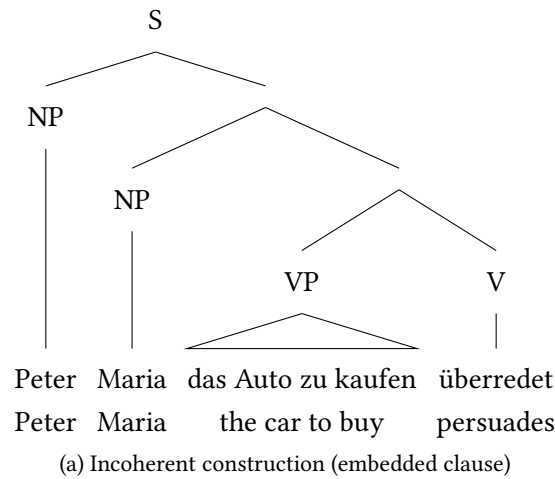 S
NP
NP
VP V
Peter Maria das Auto zu kaufen überredet
Peter Maria the car to buy persuades
(a) Incoherent construction (embedded clause)